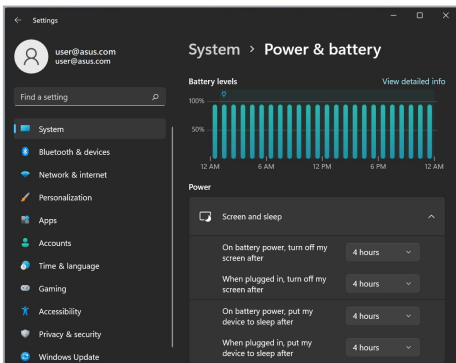 Settings
user@asus.com
user@asus.com
Find a setting
System
Bluetooth & devices
Network & internet
Personalization
Apps
Accounts
Time & language
Gaming
Accessibility
Privacy & security
Windows Update
System > Power & battery
Battery levels
View detailed info
100%
50%
12 AM
6 AM
12 PM
6 PM
12 AM
Power
Screen and sleep
On battery power, turn off my
screen after
4 hours
When plugged in, turn off my
screen after
4 hours
On battery power, put my
device to sleep after
4 hours
When plugged in, put my
device to sleep after
4 hours